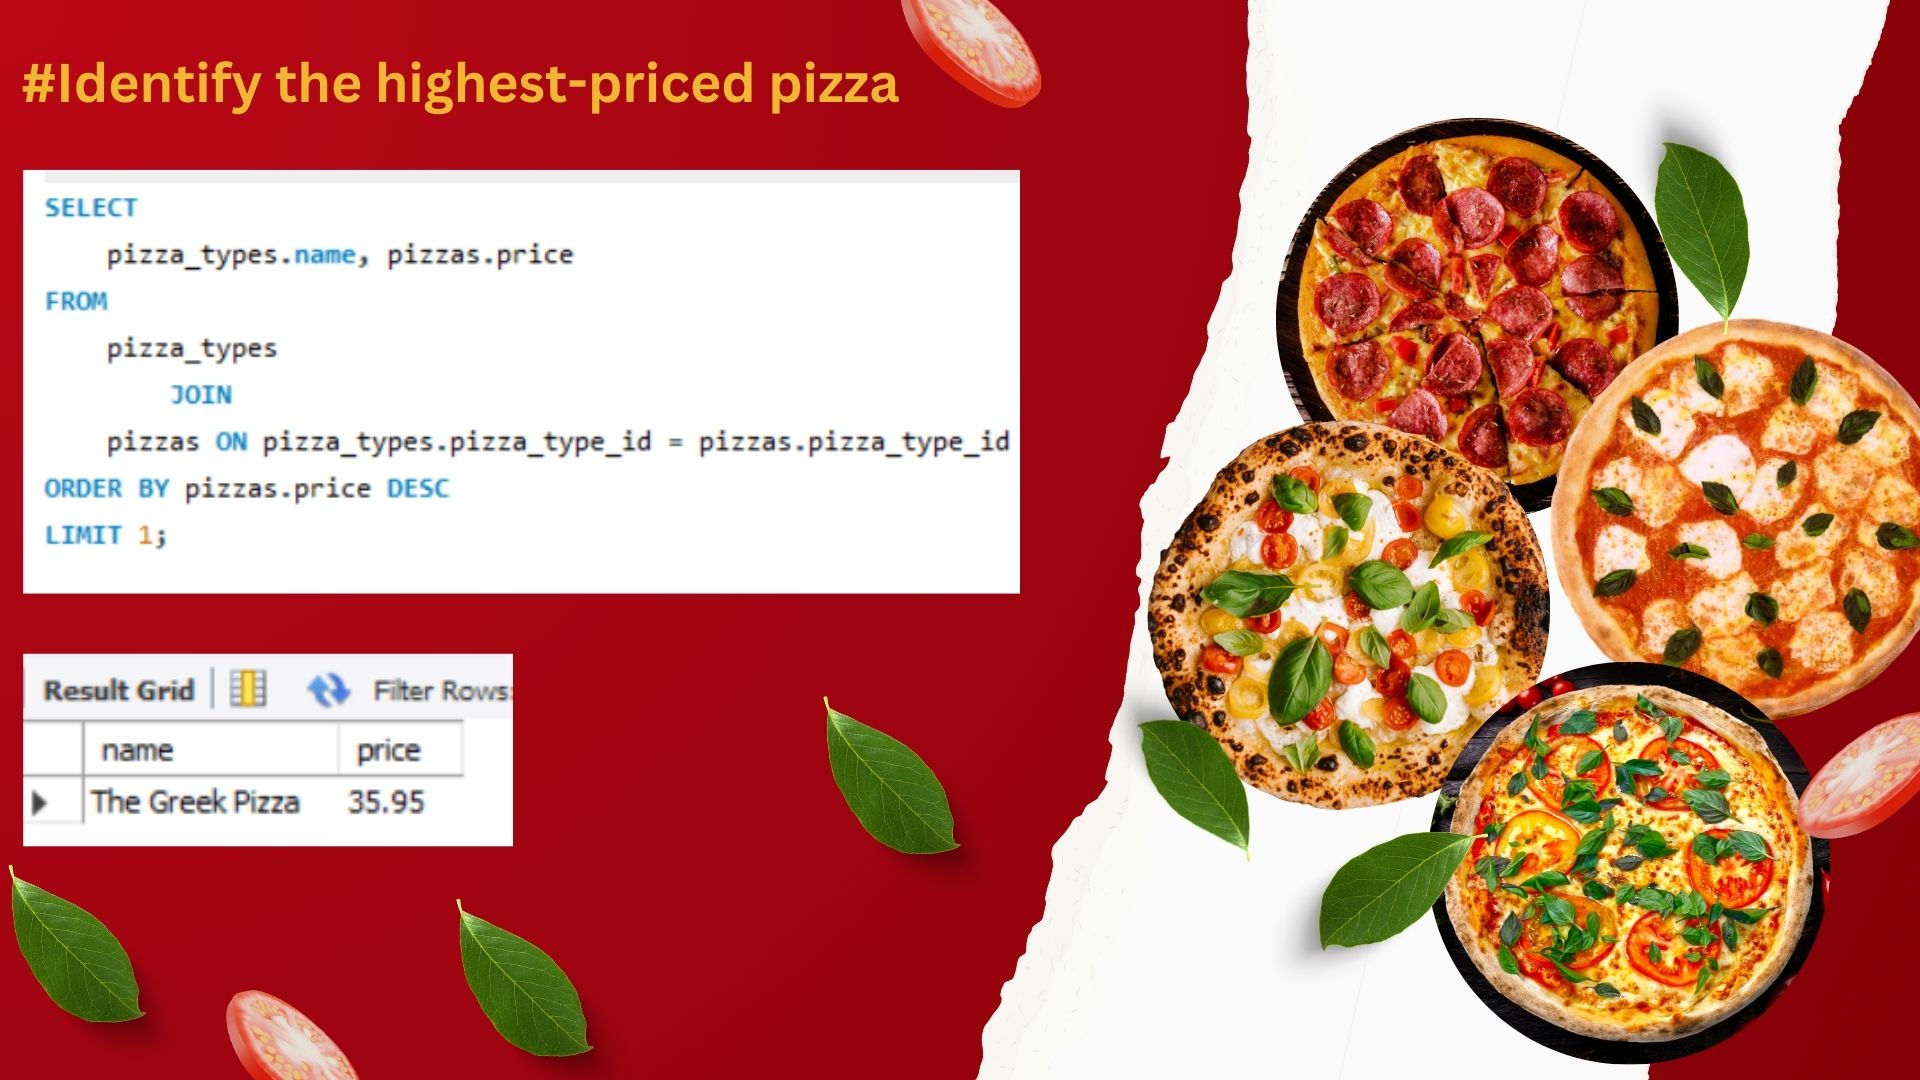 #Identify the highest-priced pizza
SELECT
pizza_types.name, pizzas.price
FROM
pizza_types
JOIN
pizzas ON pizza_types.pizza_type_id = pizzas.pizza_type_id
ORDER BY pizzas.price DESC
LIMIT 1;
Result Grid Filter Rows:
name price
The Greek Pizza 35.95